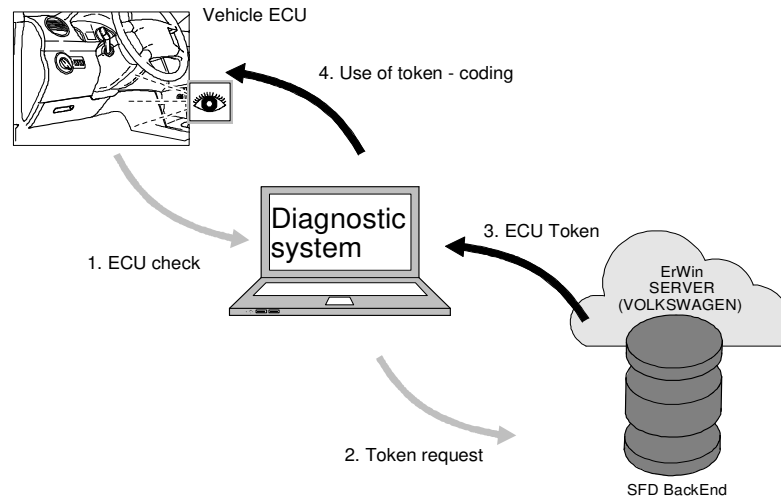 Vehicle ECU
4. Use of token - coding
Diagnostic
system
3. ECU Token
1. ECU check
ErWin
SERVER
(VOLKSWAGEN)
2. Token request
SFD BackEnd